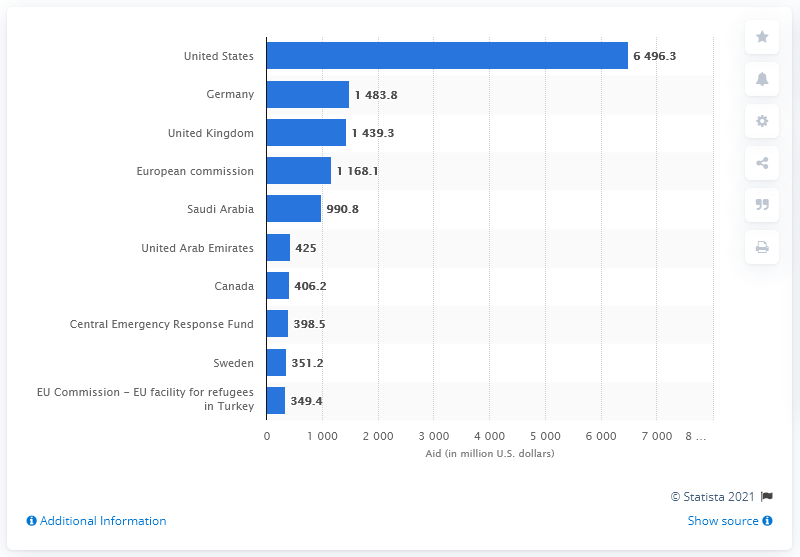 United States 6 496.3
Germany 1 483.8
United Kingdom 1 439.3
European commission 1 168.1
Saudi Arabia 990.8
United Arab Emirates 425
Canada 406.2
Central Emergency Response Fund 398.5
Sweden 351.2
EU Commission - EU facility for refugees
in Turkey 349.4
0 1 000 2 000 3 000 4 000 5 000 6 000 7 000 8 ...
Aid (in million U.S. dollars)
© Statista 2021
Additional Information Show source